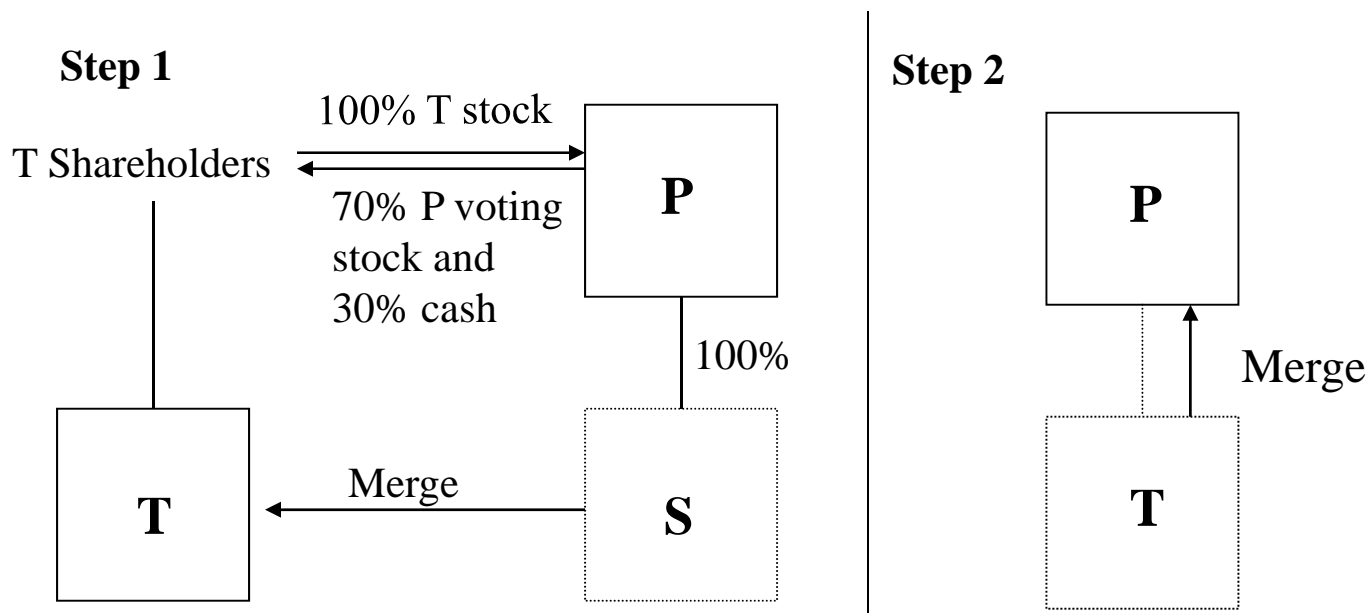 Step 1
100% T stock
T Shareholders
P
70% P voting
stock and
30% cash
100%
T
Merge
S
Step 2
P
Merge
T